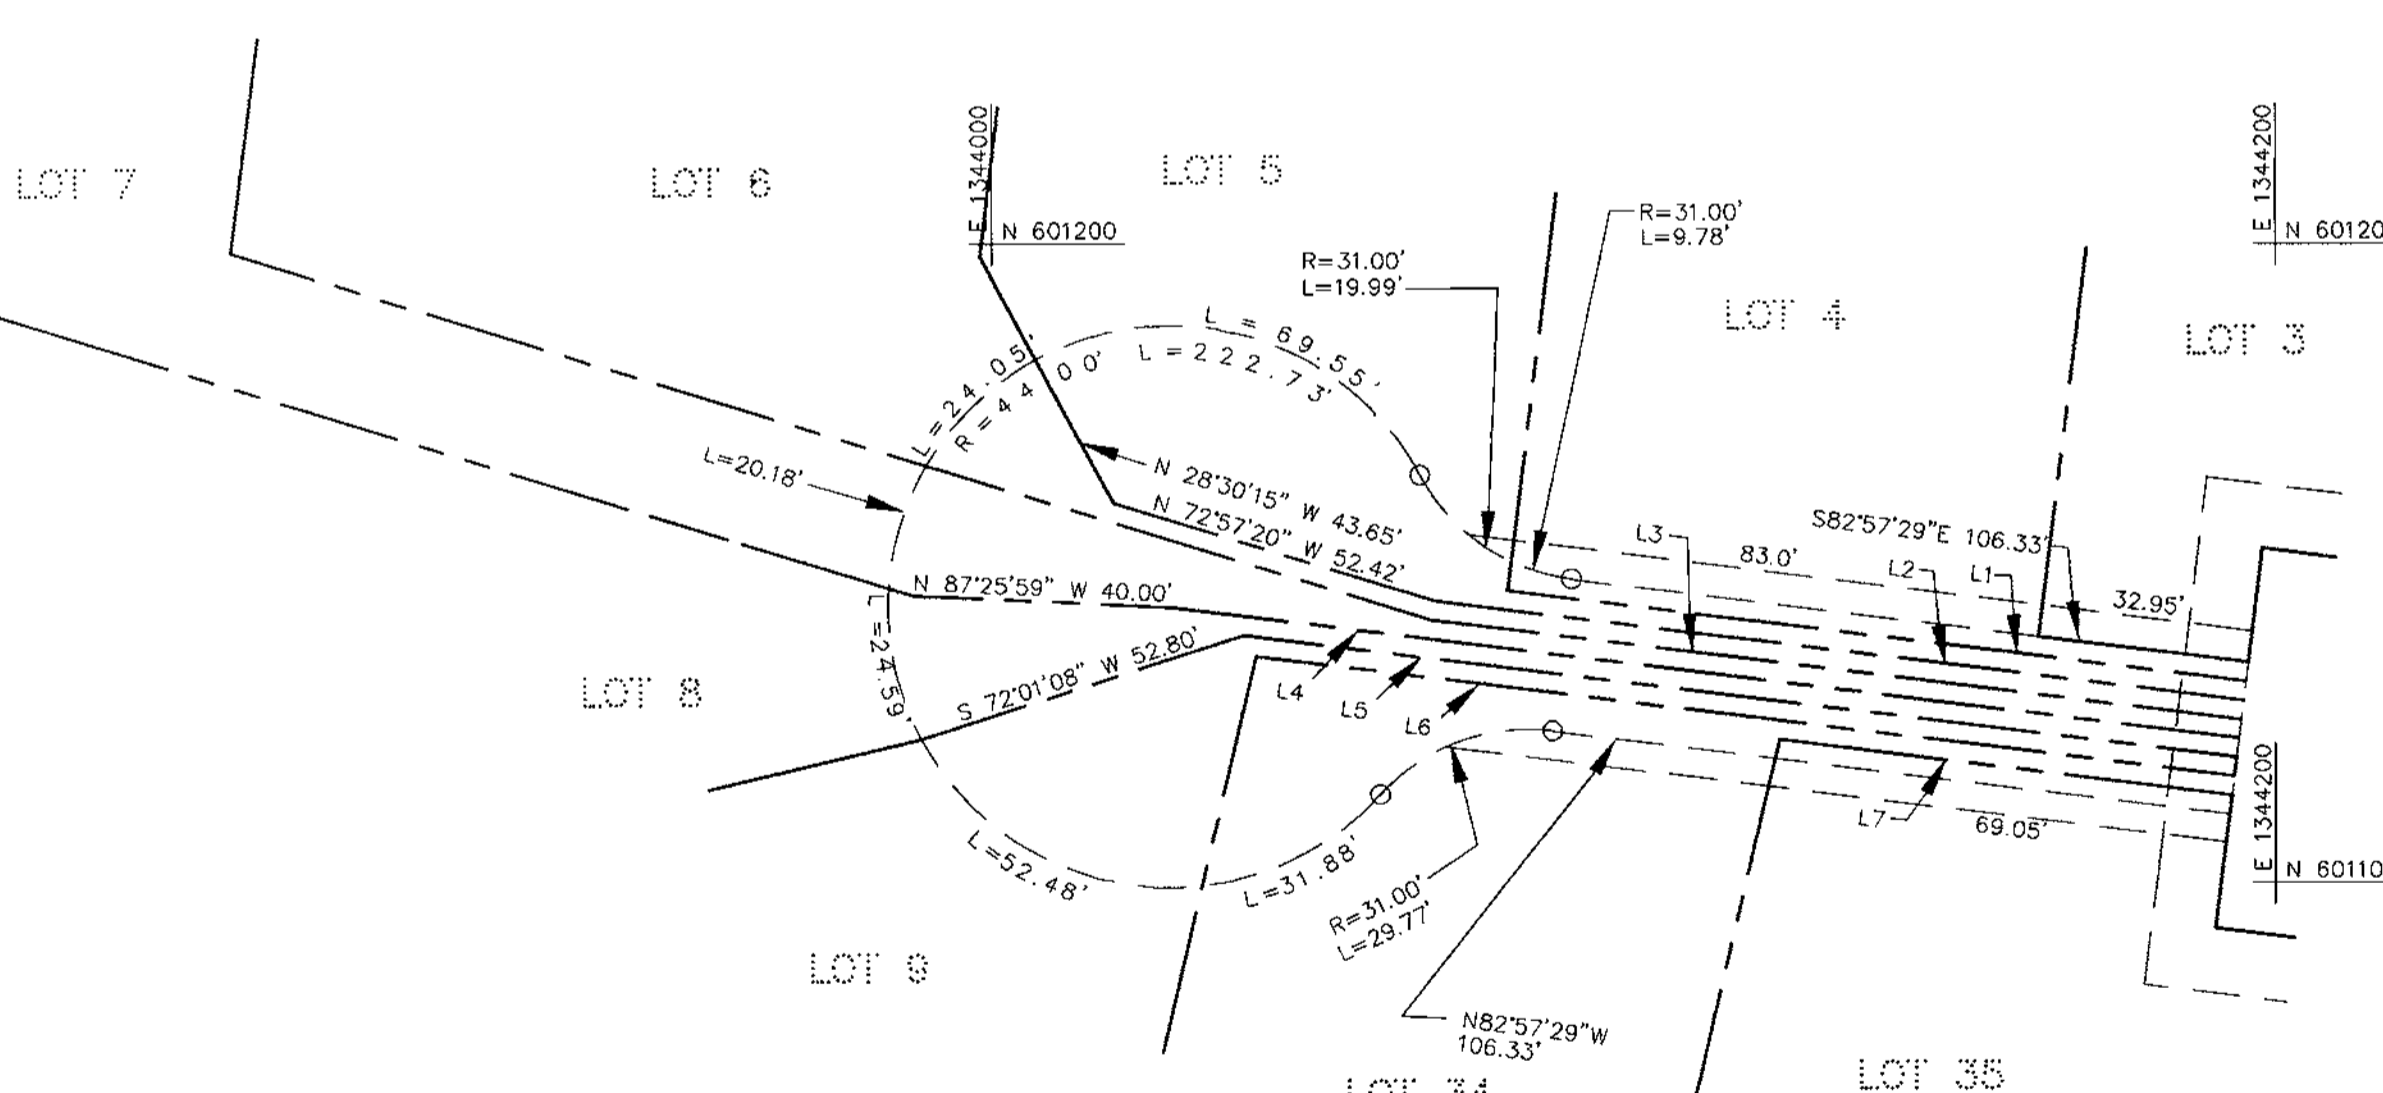 LOT 7
LOT 6
E 1344000
N 601200
LOT 5
R=31.00'
L=9.78'
E 1344200
N 60120
R=31.00'
L=19.99'
LOT 4
LOT 3
L = 69.55'
L=222.73'
L=24.05'
R=44.00'
L=20.18'
N 28°30'15" W 43.65'
N 72°57'20" W 52.42'
L3
83.0'
S82°57'29"E 106.33'
L2
L1
32.95'
N 87°25'59" W 40.00'
L=24.59'
S 72°01'08" W 52.80'
LOT 8
L4
L5
L6
L7
69.05'
E 1344200
N 60110
L=52.48'
L=31.88'
R=31.00'
L=29.77'
LOT 9
N82°57'29"W
106.33'
LOT 34
LOT 35